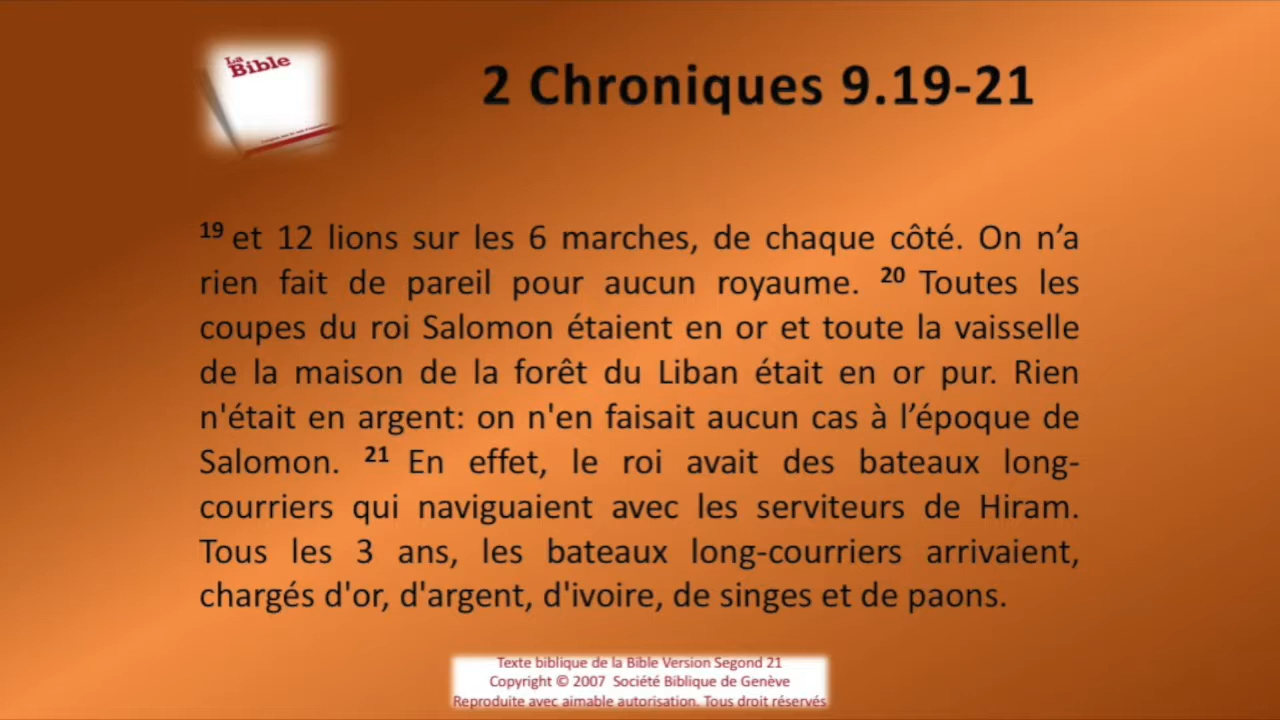 La
Bible
2 Chroniques 9.19-21
19 et 12 lions sur les 6 marches, de chaque côté. On n’a
rien fait de pareil pour aucun royaume. 20 Toutes les
coupes du roi Salomon étaient en or et toute la vaisselle
de la maison de la forêt du Liban était en or pur. Rien
n'était en argent: on n'en faisait aucun cas à l’époque de
Salomon. 21 En effet, le roi avait des bateaux long-
courriers qui naviguaient avec les serviteurs de Hiram.
Tous les 3 ans, les bateaux long-courriers arrivaient,
chargés d'or, d'argent, d'ivoire, de singes et de paons.
Texte biblique de la Bible Version Segond 21
Copyright © 2007 Société Biblique de Genève
Reproduite avec aimable autorisation. Tous droit réservés